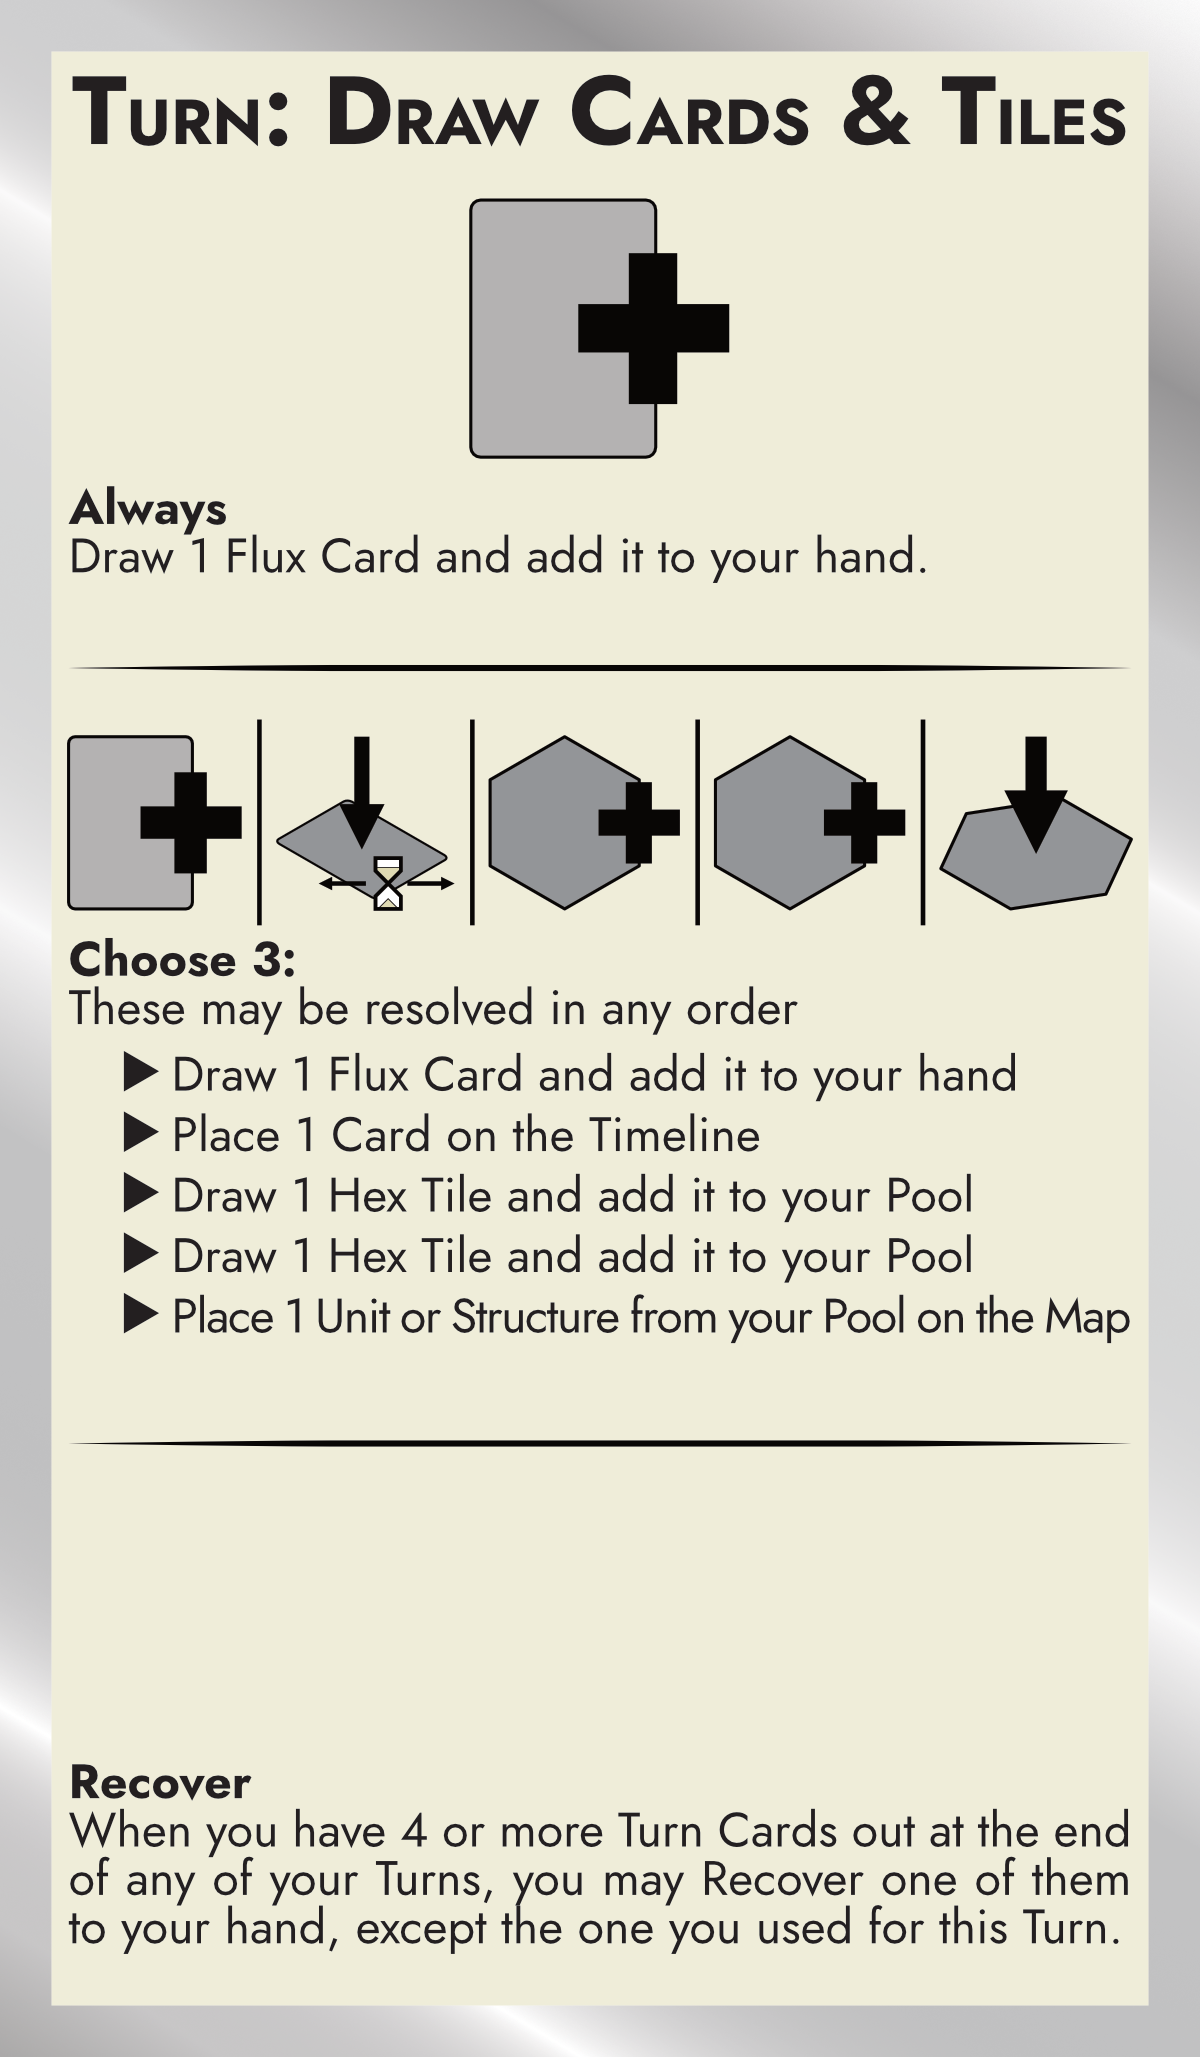 Turn: Draw Cards & Tiles
Always
Draw 1 Flux Card and add it to your hand.
Choose 3:
These may be resolved in any order
▶ Draw 1 Flux Card and add it to your hand
▶ Place 1 Card on the Timeline
▶ Draw 1 Hex Tile and add it to your Pool
▶ Draw 1 Hex Tile and add it to your Pool
▶ Place 1 Unit or Structure from your Pool on the Map
Recover
When you have 4 or more Turn Cards out at the end
of any of your Turns, you may Recover one of them
to your hand, except the one you used for this Turn.